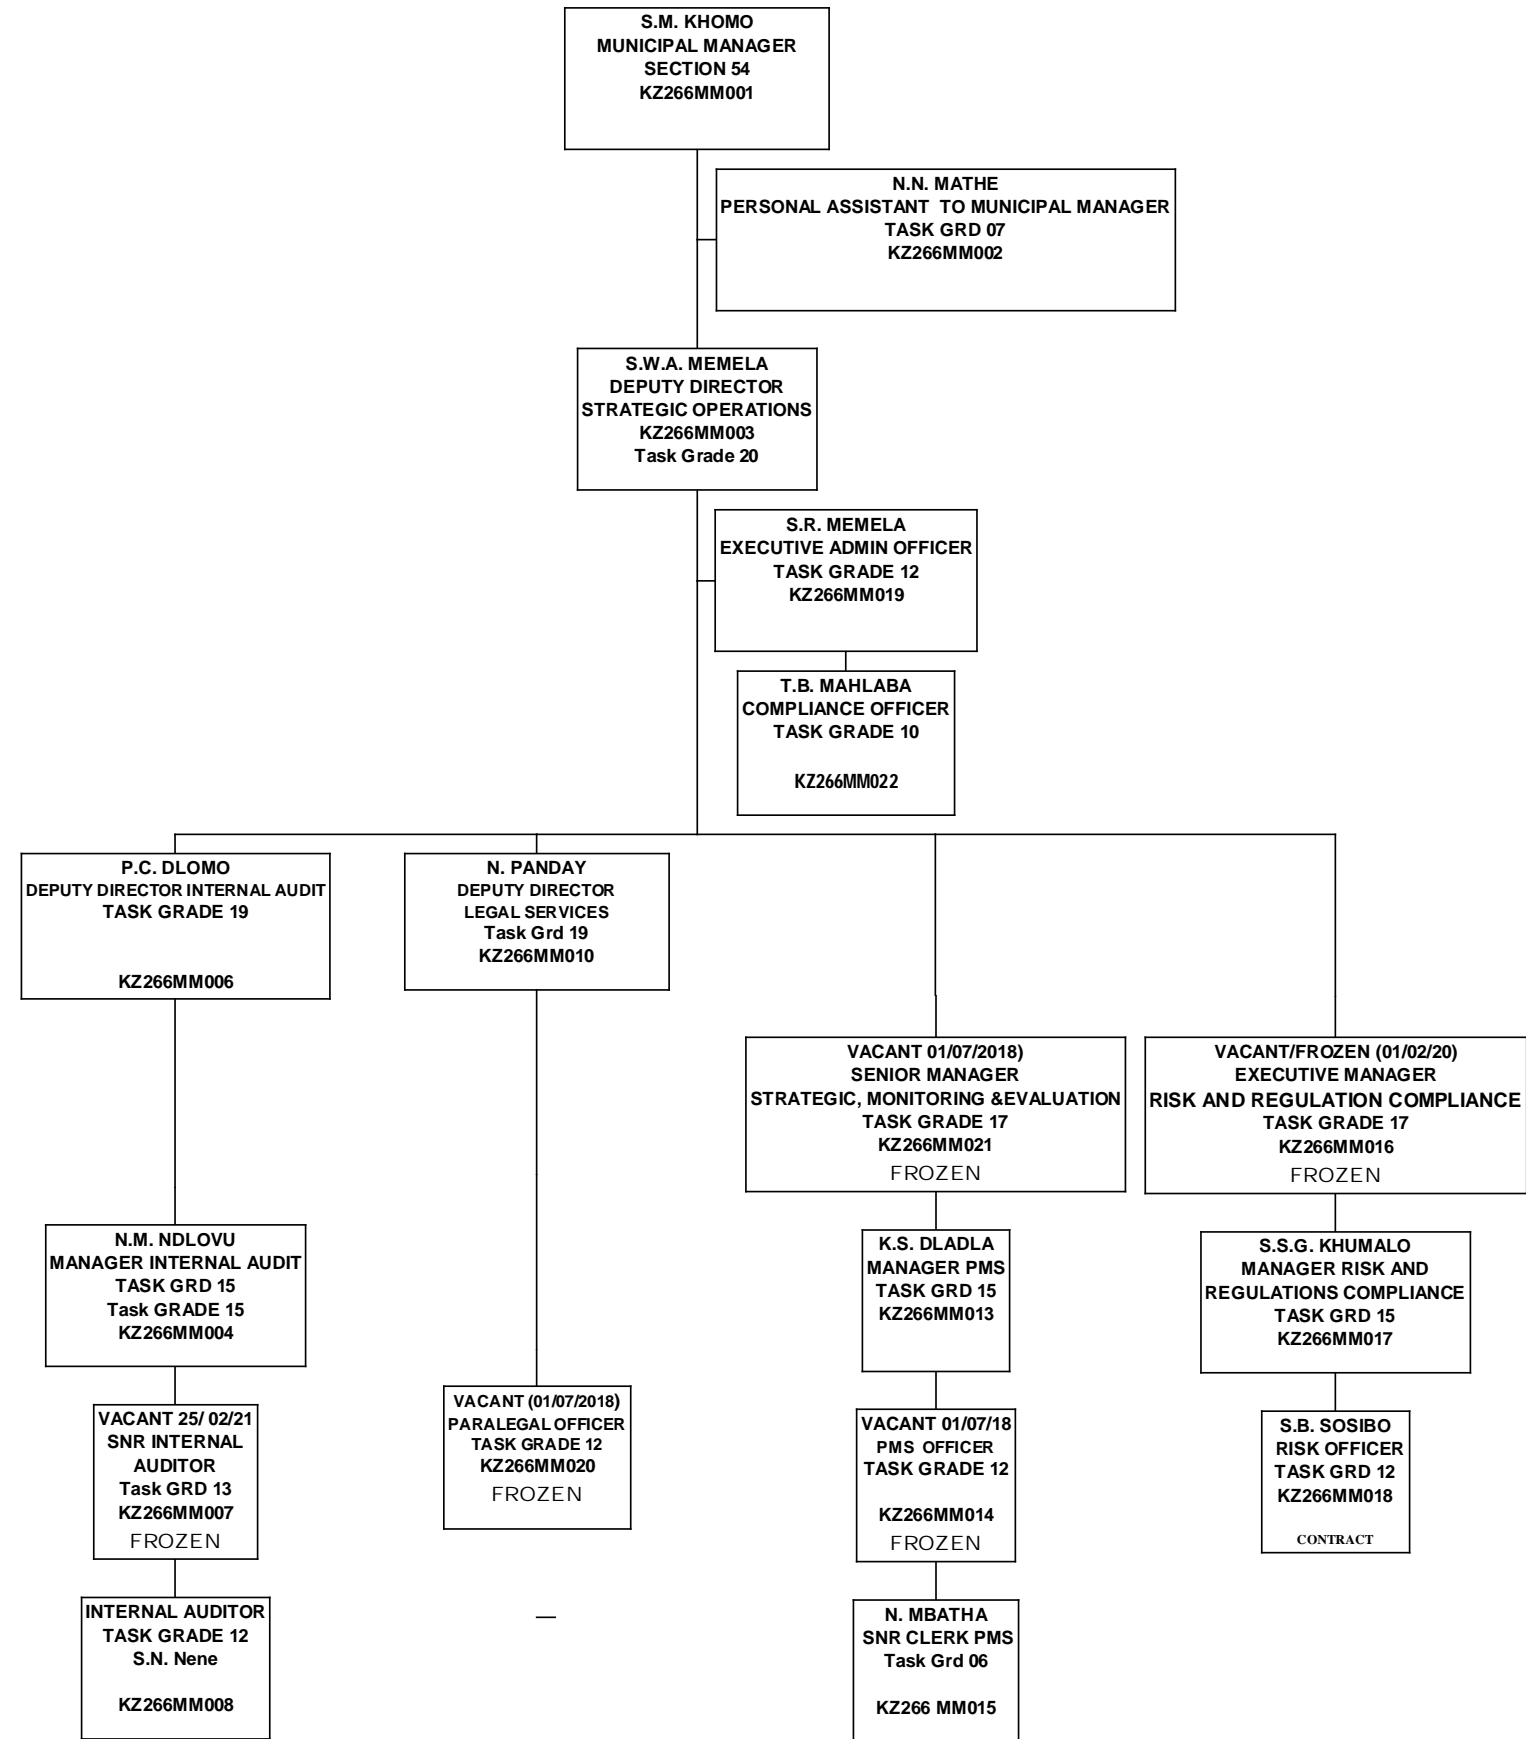 S.M. KHOMO
MUNICIPAL MANAGER
SECTION 54
KZ266MM001
N.N. MATHE
PERSONAL ASSISTANT TO MUNICIPAL MANAGER
TASK GRD 07
KZ266MM002
S.W.A. MEMELA
DEPUTY DIRECTOR
STRATEGIC OPERATIONS
KZ266MM003
Task Grade 20
S.R. MEMELA
EXECUTIVE ADMIN OFFICER
TASK GRADE 12
KZ266MM019
T.B. MAHLABA
COMPLIANCE OFFICER
TASK GRADE 10
KZ266MM022
P.C. DLOMO
DEPUTY DIRECTOR INTERNAL AUDIT
TASK GRADE 19
KZ266MM006
N. PANDAY
DEPUTY DIRECTOR
LEGAL SERVICES
Task Grd 19
KZ266MM010
VACANT 01/07/2018)
SENIOR MANAGER
STRATEGIC, MONITORING &EVALUATION
TASK GRADE 17
KZ266MM021
FROZEN
VACANT/FROZEN (01/02/20)
EXECUTIVE MANAGER
RISK AND REGULATION COMPLIANCE
TASK GRADE 17
KZ266MM016
FROZEN
N.M. NDLOVU
MANAGER INTERNAL AUDIT
TASK GRD 15
Task GRADE 15
KZ266MM004
K.S. DLADLA
MANAGER PMS
TASK GRD 15
KZ266MM013
S.S.G. KHUMALO
MANAGER RISK AND
REGULATIONS COMPLIANCE
TASK GRD 15
KZ266MM017
VACANT 25/ 02/21
SNR INTERNAL
AUDITOR
Task GRD 13
KZ266MM007
FROZEN
VACANT (01/07/2018)
PARALEGAL OFFICER
TASK GRADE 12
KZ266MM020
FROZEN
VACANT 01/07/18
PMS OFFICER
TASK GRADE 12
KZ266MM014
FROZEN
S.B. SOSIBO
RISK OFFICER
TASK GRD 12
KZ266MM018
CONTRACT
INTERNAL AUDITOR
TASK GRADE 12
S.N. Nene
KZ266MM008
N. MBATHA
SNR CLERK PMS
Task Grd 06
KZ266 MM015